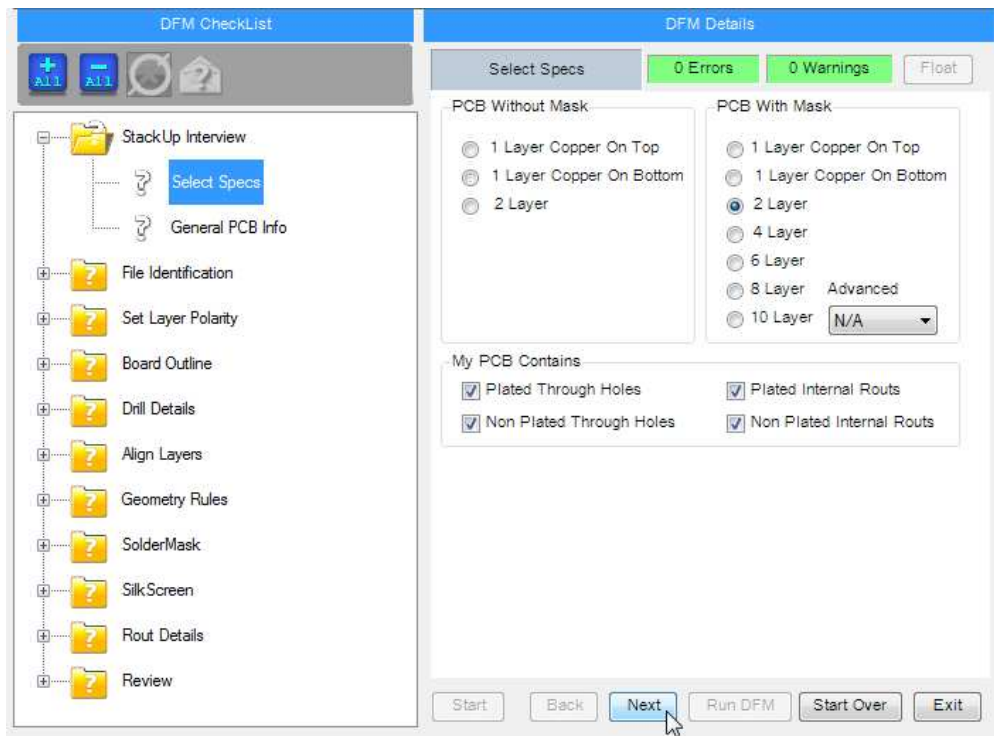 DFM CheckList
+ All
- All
StackUp Interview
Select Specs
General PCB Info
File Identification
Set Layer Polarity
Board Outline
Drill Details
Align Layers
Geometry Rules
SolderMask
SilkScreen
Rout Details
Review
DFM Details
Select Specs
0 Errors
0 Warnings
Float
PCB Without Mask
1 Layer Copper On Top
1 Layer Copper On Bottom
2 Layer
PCB With Mask
1 Layer Copper On Top
1 Layer Copper On Bottom
2 Layer
4 Layer
6 Layer
8 Layer Advanced
10 Layer N/A
My PCB Contains
Plated Through Holes
Plated Internal Routs
Non Plated Through Holes
Non Plated Internal Routs
Start
Back
Next
Run DFM
Start Over
Exit